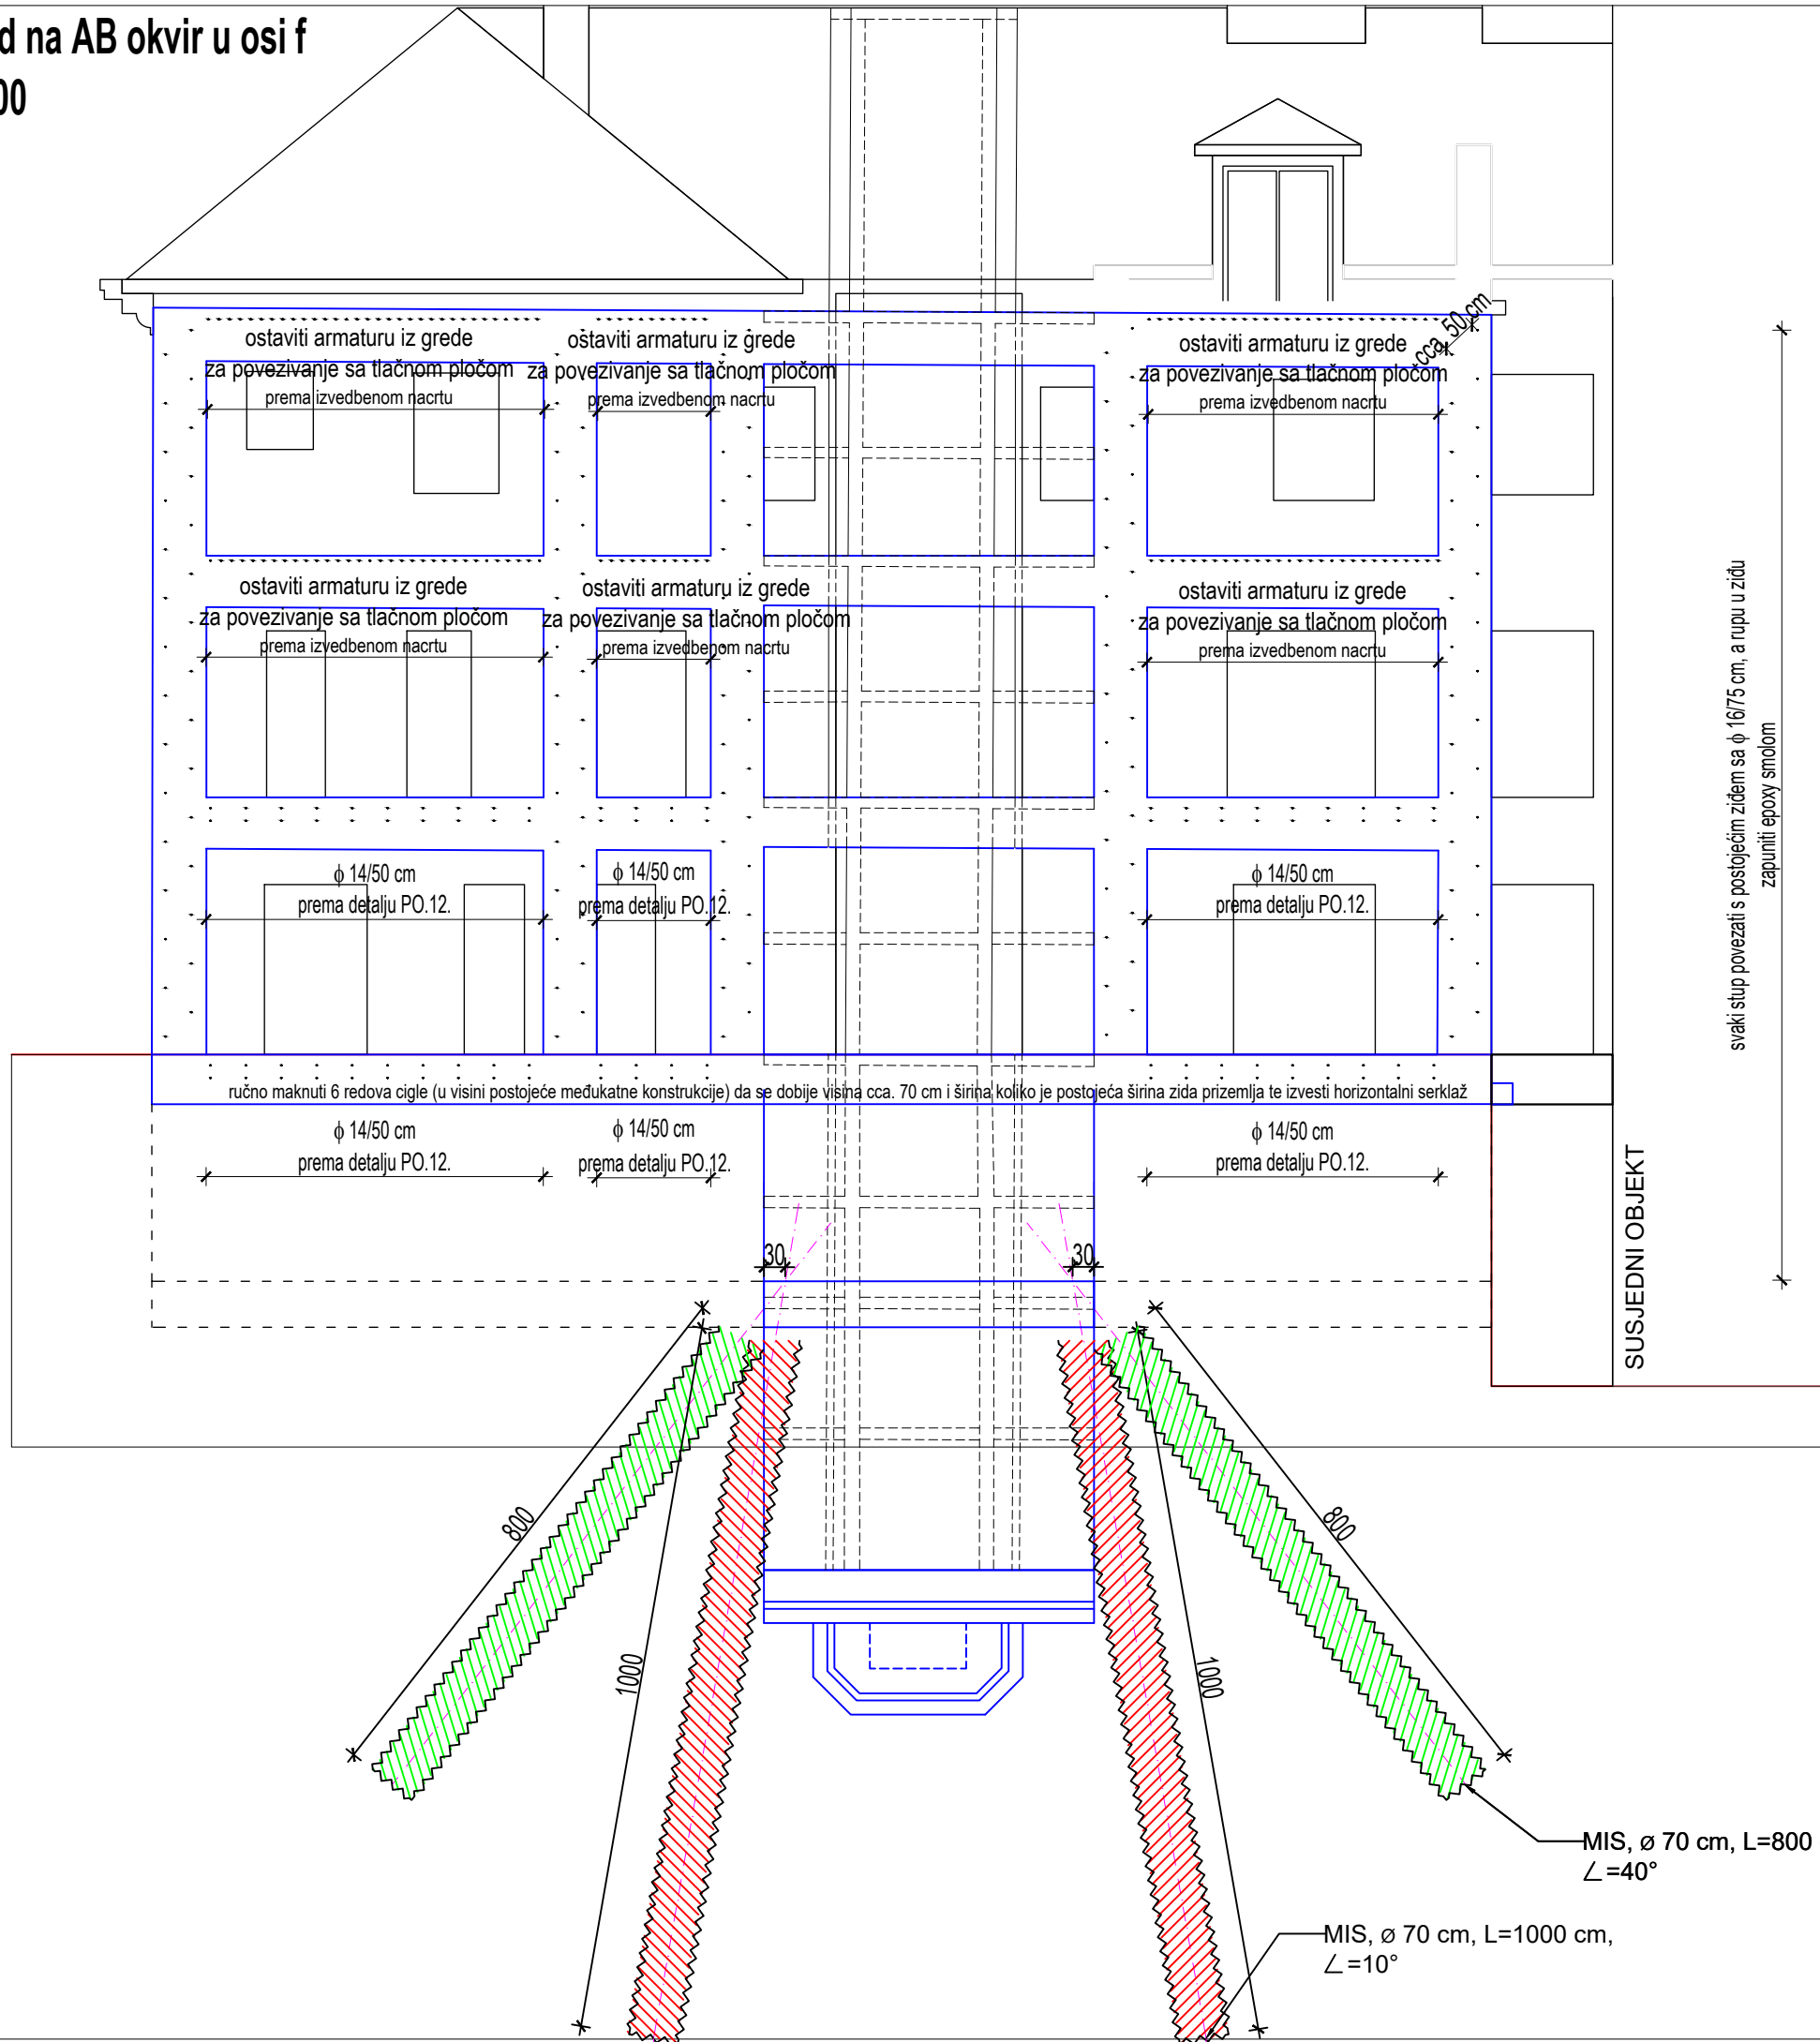 d na AB okvir u osi f
00
ostaviti armaturu iz grede
za povezivanje sa tlačnom pločom
prema izvedbenom nacrtu
ostaviti armaturu iz grede
za povezivanje sa tlačnom pločom
prema izvedbenom nacrtu
ostaviti armaturu iz grede
za povezivanje sa tlačnom pločom
prema izvedbenom nacrtu
cca. 50 cm
ostaviti armaturu iz grede
za povezivanje sa tlačnom pločom
prema izvedbenom nacrtu
ostaviti armaturu iz grede
za povezivanje sa tlačnom pločom
prema izvedbenom nacrtu
ostaviti armaturu iz grede
za povezivanje sa tlačnom pločom
prema izvedbenom nacrtu
svaki stup povezati s postojećim zidem sa ϕ 16/75 cm, a rupu u zidu
zapuniti epoxy smolom
ϕ 14/50 cm
prema detalju PO.12.
ϕ 14/50 cm
prema detalju PO.12.
ϕ 14/50 cm
prema detalju PO.12.
ručno maknuti 6 redova cigle (u visini postojeće međukatne konstrukcije) da se dobije visina cca. 70 cm i širina koliko je postojeća širina zida prizemlja te izvesti horizontalni serklaž
ϕ 14/50 cm
prema detalju PO.12.
ϕ 14/50 cm
prema detalju PO.12.
ϕ 14/50 cm
prema detalju PO.12.
SUSJEDNI OBJEKT
30
30
800
800
1000
1000
MIS, ø 70 cm, L=800
∠=40°
MIS, ø 70 cm, L=1000 cm,
∠=10°